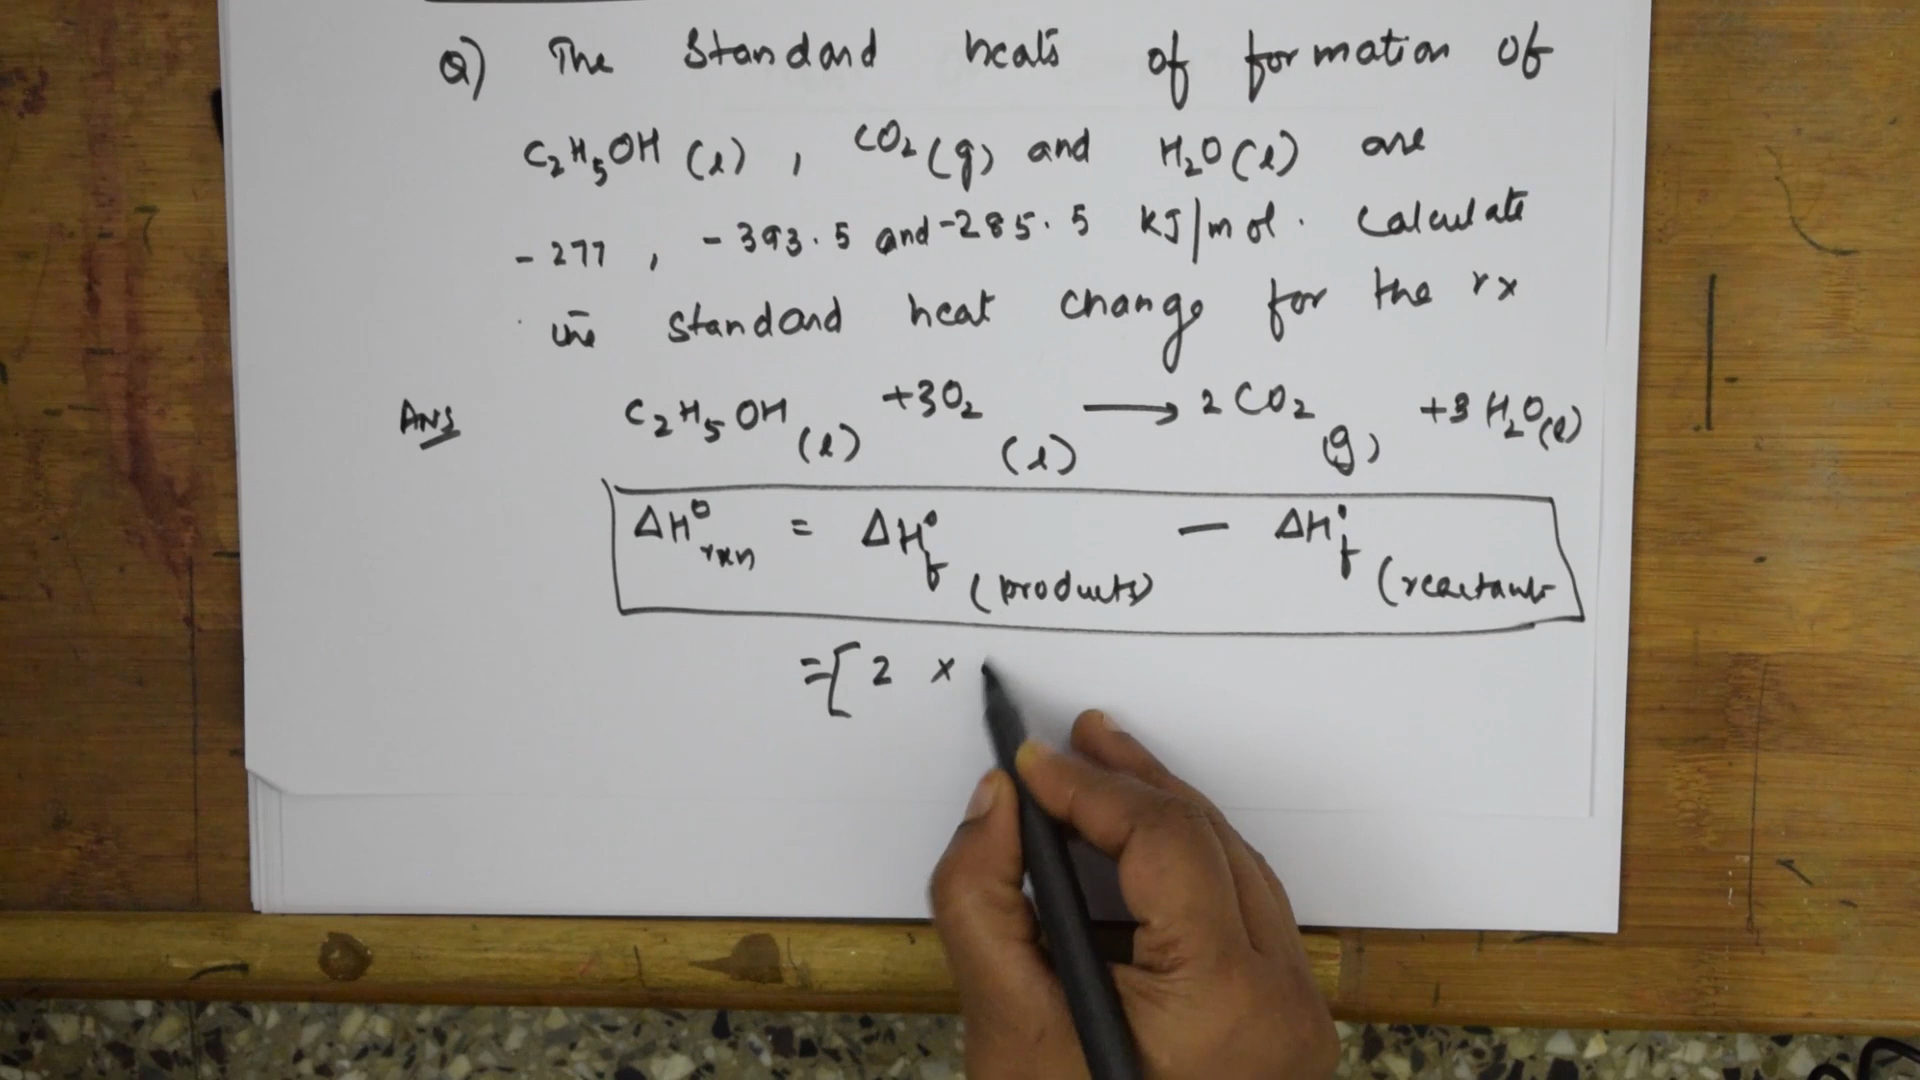 Q) The Standard heats of formation of
C₂H₅OH (l) , CO₂ (g) and H₂O (l) are
- 277 , - 393.5 and -285.5 KJ/mol. Calculate
the standard heat change for the rx
Ans C₂H₅OH (l) +3O₂ (l) → 2CO₂ (g) +3 H₂O(l)
ΔH°rxn = ΔH°f (products) — ΔH°f (reactants
=[ 2 ×